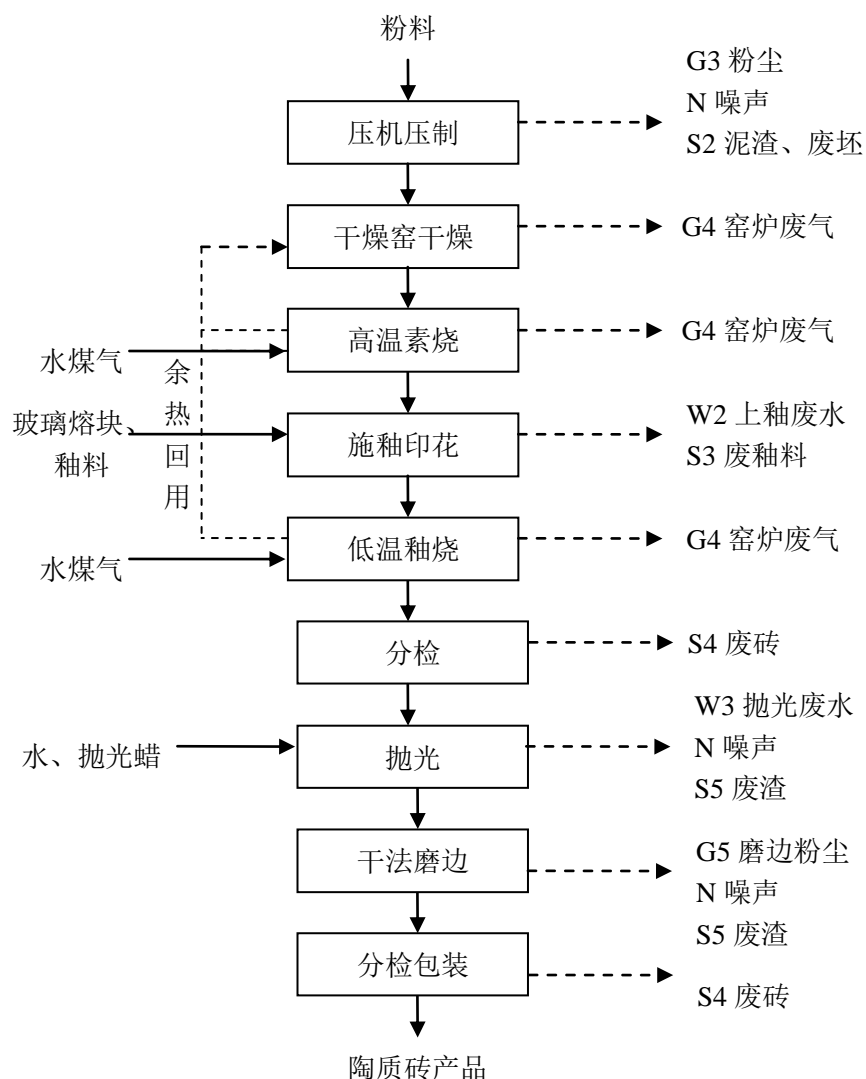 粉料
G3 粉尘
N 噪声
S2 泥渣、废坯
压机压制
干燥窑干燥
G4 窑炉废气
高温素烧
G4 窑炉废气
水煤气
余
热
回
用
玻璃熔块、
釉料
施釉印花
W2 上釉废水
S3 废釉料
低温釉烧
G4 窑炉废气
水煤气
分检
S4 废砖
W3 抛光废水
N 噪声
S5 废渣
水、抛光蜡
抛光
干法磨边
G5 磨边粉尘
N 噪声
S5 废渣
分检包装
S4 废砖
陶质砖产品